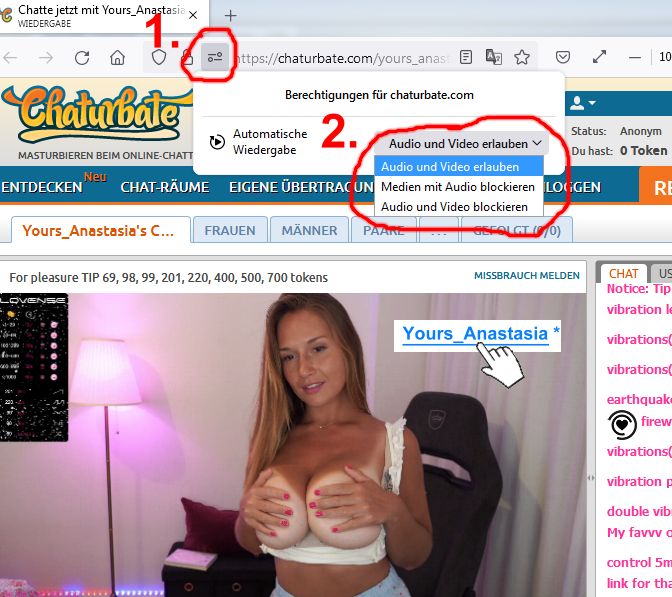 Chatte jetzt mit Yours_Anastasia
WIEDERGABE
1.
https://chaturbate.com/yours_anast
10
Chaturbate
MASTURBIEREN BEIM ONLINE-CHATT
Berechtigungen für chaturbate.com
Automatische
Wiedergabe
2.
Audio und Video erlauben
Audio und Video erlauben
Medien mit Audio blockieren
Audio und Video blockieren
Status: Anonym
Du hast: 0 Token
ENTDECKEN Neu CHAT-RÄUME EIGENE ÜBERTRAGUN LOGGEN RE
Yours_Anastasia's C... FRAUEN MÄNNER PAARE ... GEFOLGT (0/0)
For pleasure TIP 69, 98, 99, 201, 220, 400, 500, 700 tokens
MISSBRAUCH MELDEN
LOVENSE
Yours_Anastasia *
CHAT US
Notice: Tip
vibration le
vibrations(
vibrations(
earthquake
firew
vibrations(
vibration p
double vib
My favvv o
control 5m
link for tha